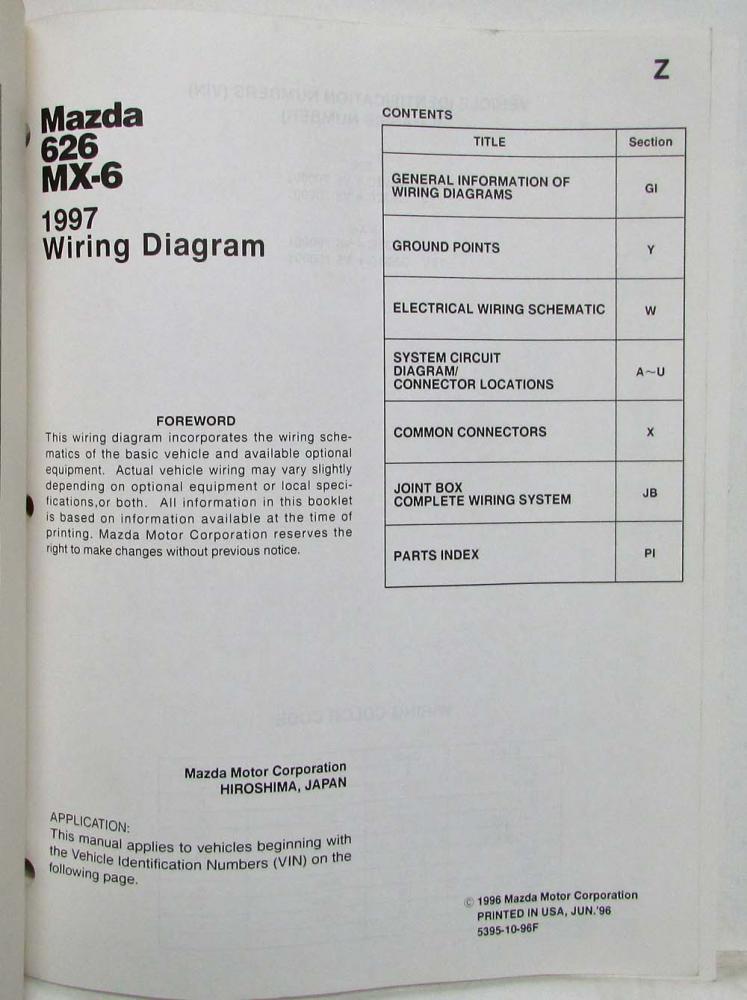 Z
Mazda
626
MX-6
1997
Wiring Diagram
FOREWORD
This wiring diagram incorporates the wiring sche-
matics of the basic vehicle and available optional
equipment. Actual vehicle wiring may vary slightly
depending on optional equipment or local speci-
fications,or both. All information in this booklet
is based on information available at the time of
printing. Mazda Motor Corporation reserves the
right to make changes without previous notice.
Mazda Motor Corporation
HIROSHIMA, JAPAN
APPLICATION:
This manual applies to vehicles beginning with
the Vehicle Identification Numbers (VIN) on the
following page.
CONTENTS
TITLE Section
GENERAL INFORMATION OF
WIRING DIAGRAMS GI
GROUND POINTS Y
ELECTRICAL WIRING SCHEMATIC W
SYSTEM CIRCUIT
DIAGRAM/ A~U
CONNECTOR LOCATIONS
COMMON CONNECTORS X
JOINT BOX
COMPLETE WIRING SYSTEM JB
PARTS INDEX PI
© 1996 Mazda Motor Corporation
PRINTED IN USA, JUN.'96
5395-10-96F